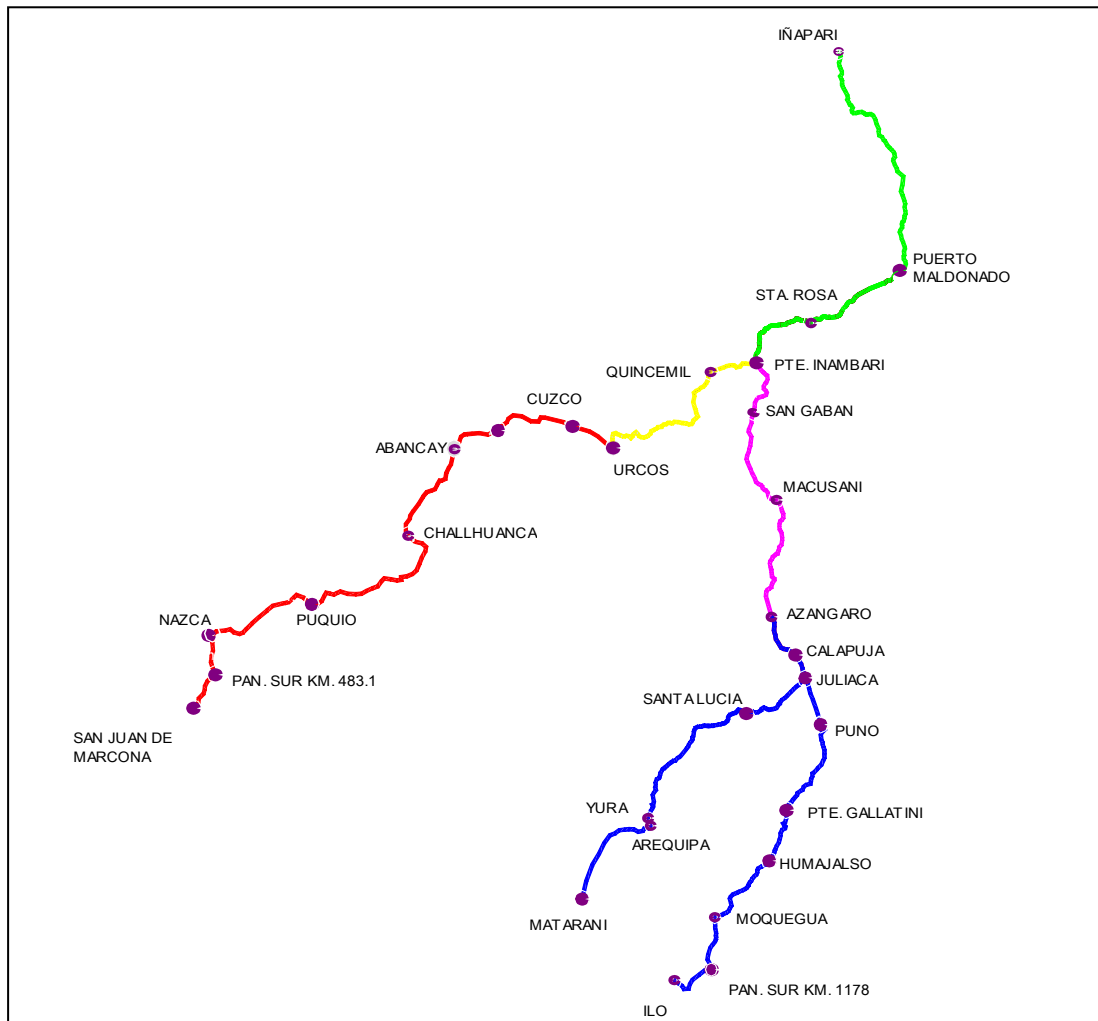 IÑAPARI
PUERTO
MALDONADO
STA. ROSA
PTE. INAMBARI
QUINCEMIL
CUZCO
SAN GABAN
ABANCAY
URCOS
MACUSANI
CHALLHUANCA
AZANGARO
NAZCA
PUQUIO
CALAPUJA
PAN. SUR KM. 483.1
JULIACA
SANTA LUCIA
SAN JUAN DE
MARCONA
PUNO
YURA
PTE. GALLATINI
AREQUIPA
HUMAJALSO
MATARANI
MOQUEGUA
PAN. SUR KM. 1178
ILO